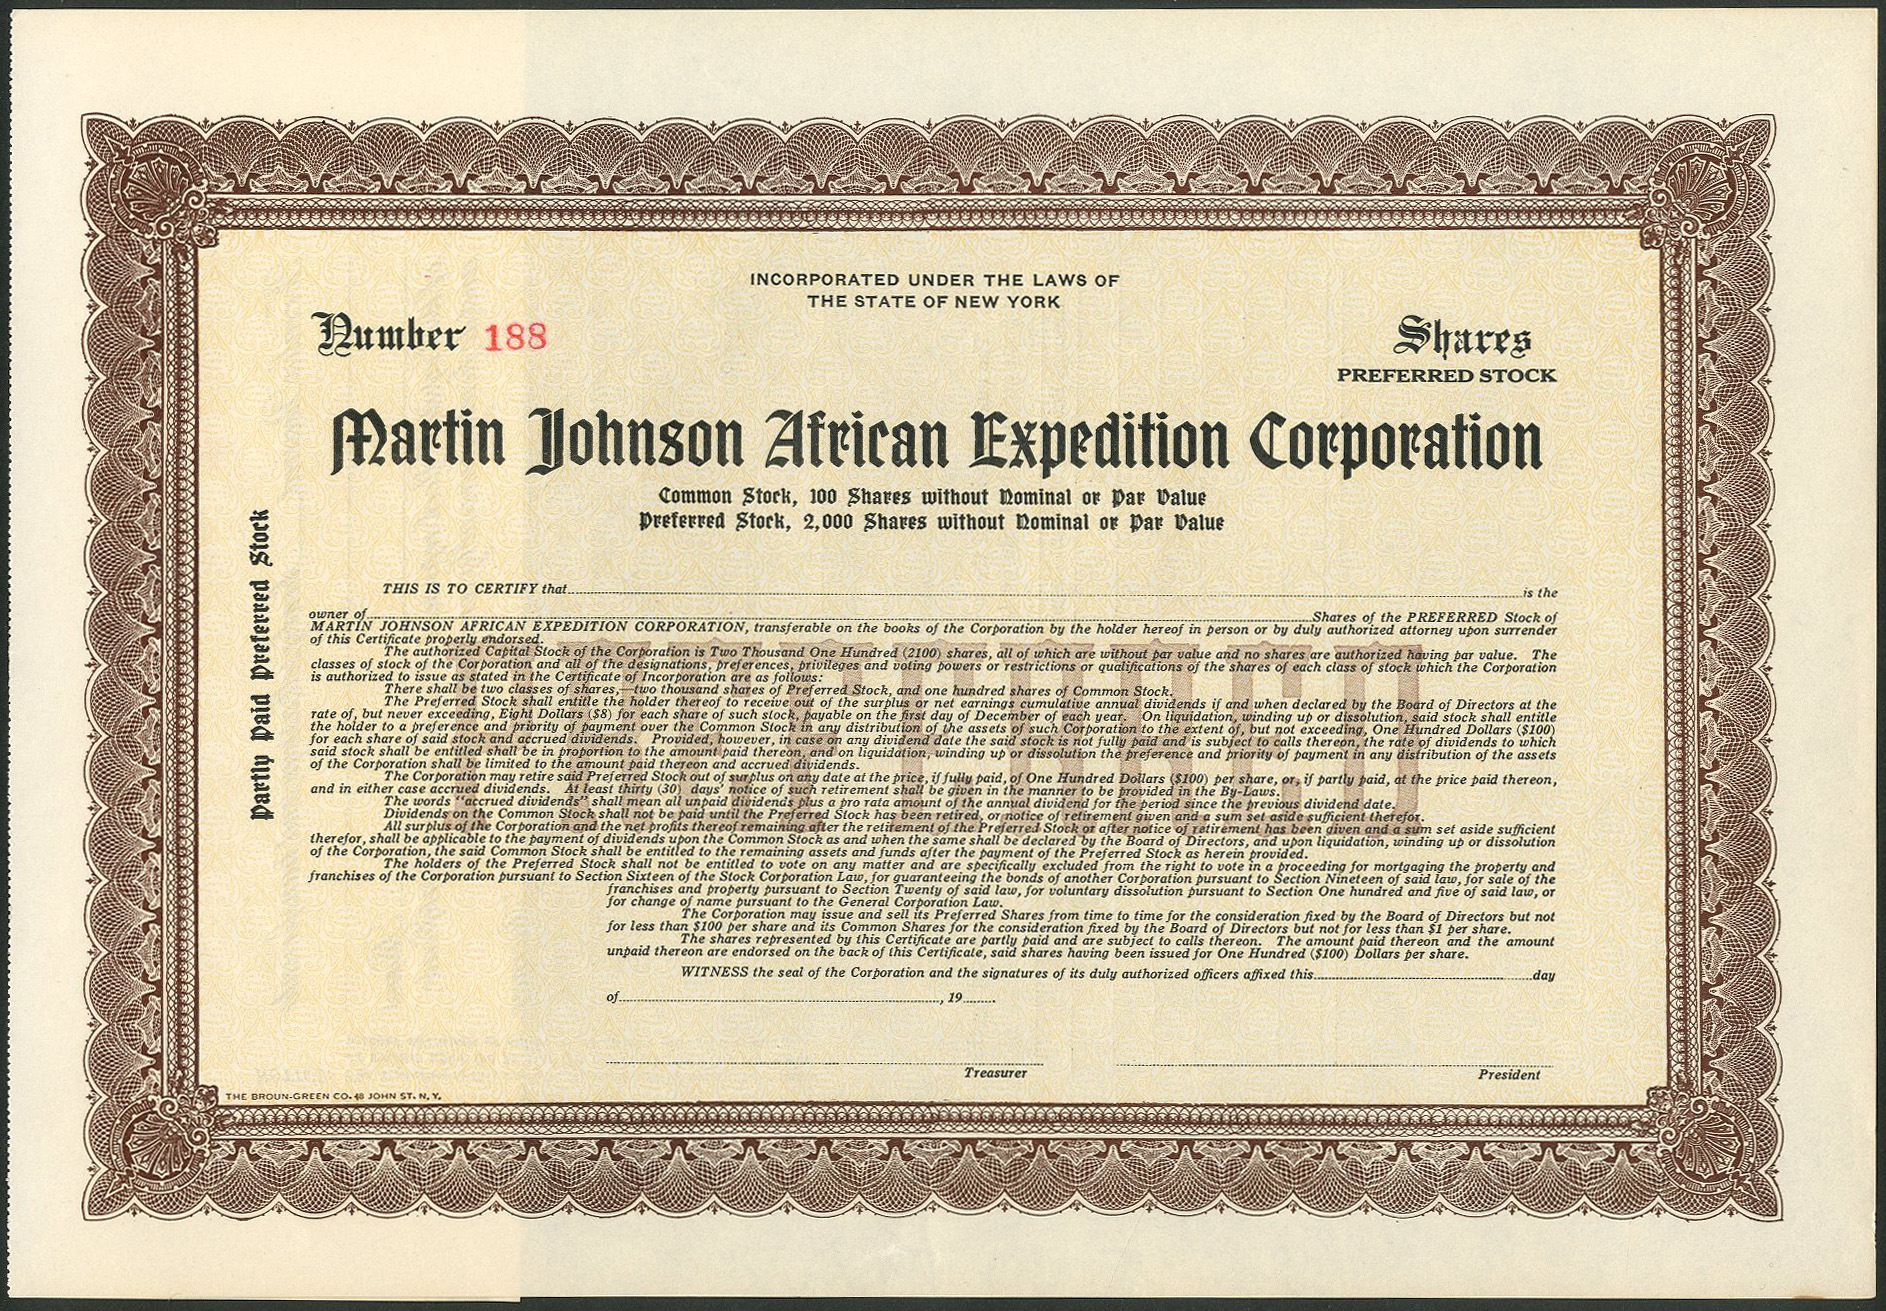 INCORPORATED UNDER THE LAWS OF
THE STATE OF NEW YORK
Number 188
Shares
PREFERRED STOCK
Martin Johnson African Expedition Corporation
Common Stock, 100 Shares without Nominal or Par Value
Preferred Stock, 2,000 Shares without Nominal or Par Value
Partly Paid Preferred Stock
THIS IS TO CERTIFY that is the
owner of Shares of the PREFERRED Stock of
MARTIN JOHNSON AFRICAN EXPEDITION CORPORATION, transferable on the books of the Corporation by the holder hereof in person or by duly authorized attorney upon surrender
of this Certificate properly endorsed.
The authorized Capital Stock of the Corporation is Two Thousand One Hundred (2100) shares, all of which are without par value and no shares are authorized having par value. The
classes of stock of the Corporation and all of the designations, preferences, privileges and voting powers or restrictions or qualifications of the shares of each class of stock which the Corporation
is authorized to issue as stated in the Certificate of Incorporation are as follows:
There shall be two classes of shares,—two thousand shares of Preferred Stock, and one hundred shares of Common Stock.
The Preferred Stock shall entitle the holder thereof to receive out of the surplus or net earnings cumulative annual dividends if and when declared by the Board of Directors at the
rate of, but never exceeding, Eight Dollars ($8) for each share of such stock, payable on the first day of December of each year. On liquidation, winding up or dissolution, said stock shall entitle
the holder to a preference and priority of payment over the Common Stock in any distribution of the assets of such Corporation to the extent of, but not exceeding, One Hundred Dollars ($100)
for each share of said stock and accrued dividends. Provided, however, in case on any dividend date the said stock is not fully paid and is subject to calls thereon, the rate of dividends to which
said stock shall be entitled shall be in proportion to the amount paid thereon, and on liquidation, winding up or dissolution the preference and priority of payment in any distribution of the assets
of the Corporation shall be limited to the amount paid thereon and accrued dividends.
The Corporation may retire said Preferred Stock out of surplus on any date at the price, if fully paid, of One Hundred Dollars ($100) per share, or, if partly paid, at the price paid thereon,
and in either case accrued dividends. At least thirty (30) days' notice of such retirement shall be given in the manner to be provided in the By-Laws.
The words "accrued dividends" shall mean all unpaid dividends plus a pro rata amount of the annual dividend for the period since the previous dividend date.
Dividends on the Common Stock shall not be paid until the Preferred Stock has been retired, or notice of retirement given and a sum set aside sufficient therefor.
All surplus of the Corporation and the net profits thereof remaining after the retirement of the Preferred Stock or after notice of retirement has been given and a sum set aside sufficient
therefor, shall be applicable to the payment of dividends upon the Common Stock as and when the same shall be declared by the Board of Directors, and upon liquidation, winding up or dissolution
of the Corporation, the said Common Stock shall be entitled to the remaining assets and funds after the payment of the Preferred Stock as herein provided.
The holders of the Preferred Stock shall not be entitled to vote on any matter and are specifically excluded from the right to vote in a proceeding for mortgaging the property and
franchises of the Corporation pursuant to Section Sixteen of the Stock Corporation Law, for guaranteeing the bonds of another Corporation pursuant to Section Nineteen of said law, for sale of the
franchises and property pursuant to Section Twenty of said law, for voluntary dissolution pursuant to Section One hundred and five of said law, or
for change of name pursuant to the General Corporation Law.
The Corporation may issue and sell its Preferred Shares from time to time for the consideration fixed by the Board of Directors but not
for less than $100 per share and its Common Shares for the consideration fixed by the Board of Directors but not for less than $1 per share.
The shares represented by this Certificate are partly paid and are subject to calls thereon. The amount paid thereon and the amount
unpaid thereon are endorsed on the back of this Certificate, said shares having been issued for One Hundred ($100) Dollars per share.
WITNESS the seal of the Corporation and the signatures of its duly authorized officers affixed this day
of , 19
Treasurer
President
THE BROUN-GREEN CO. 48 JOHN ST. N. Y.